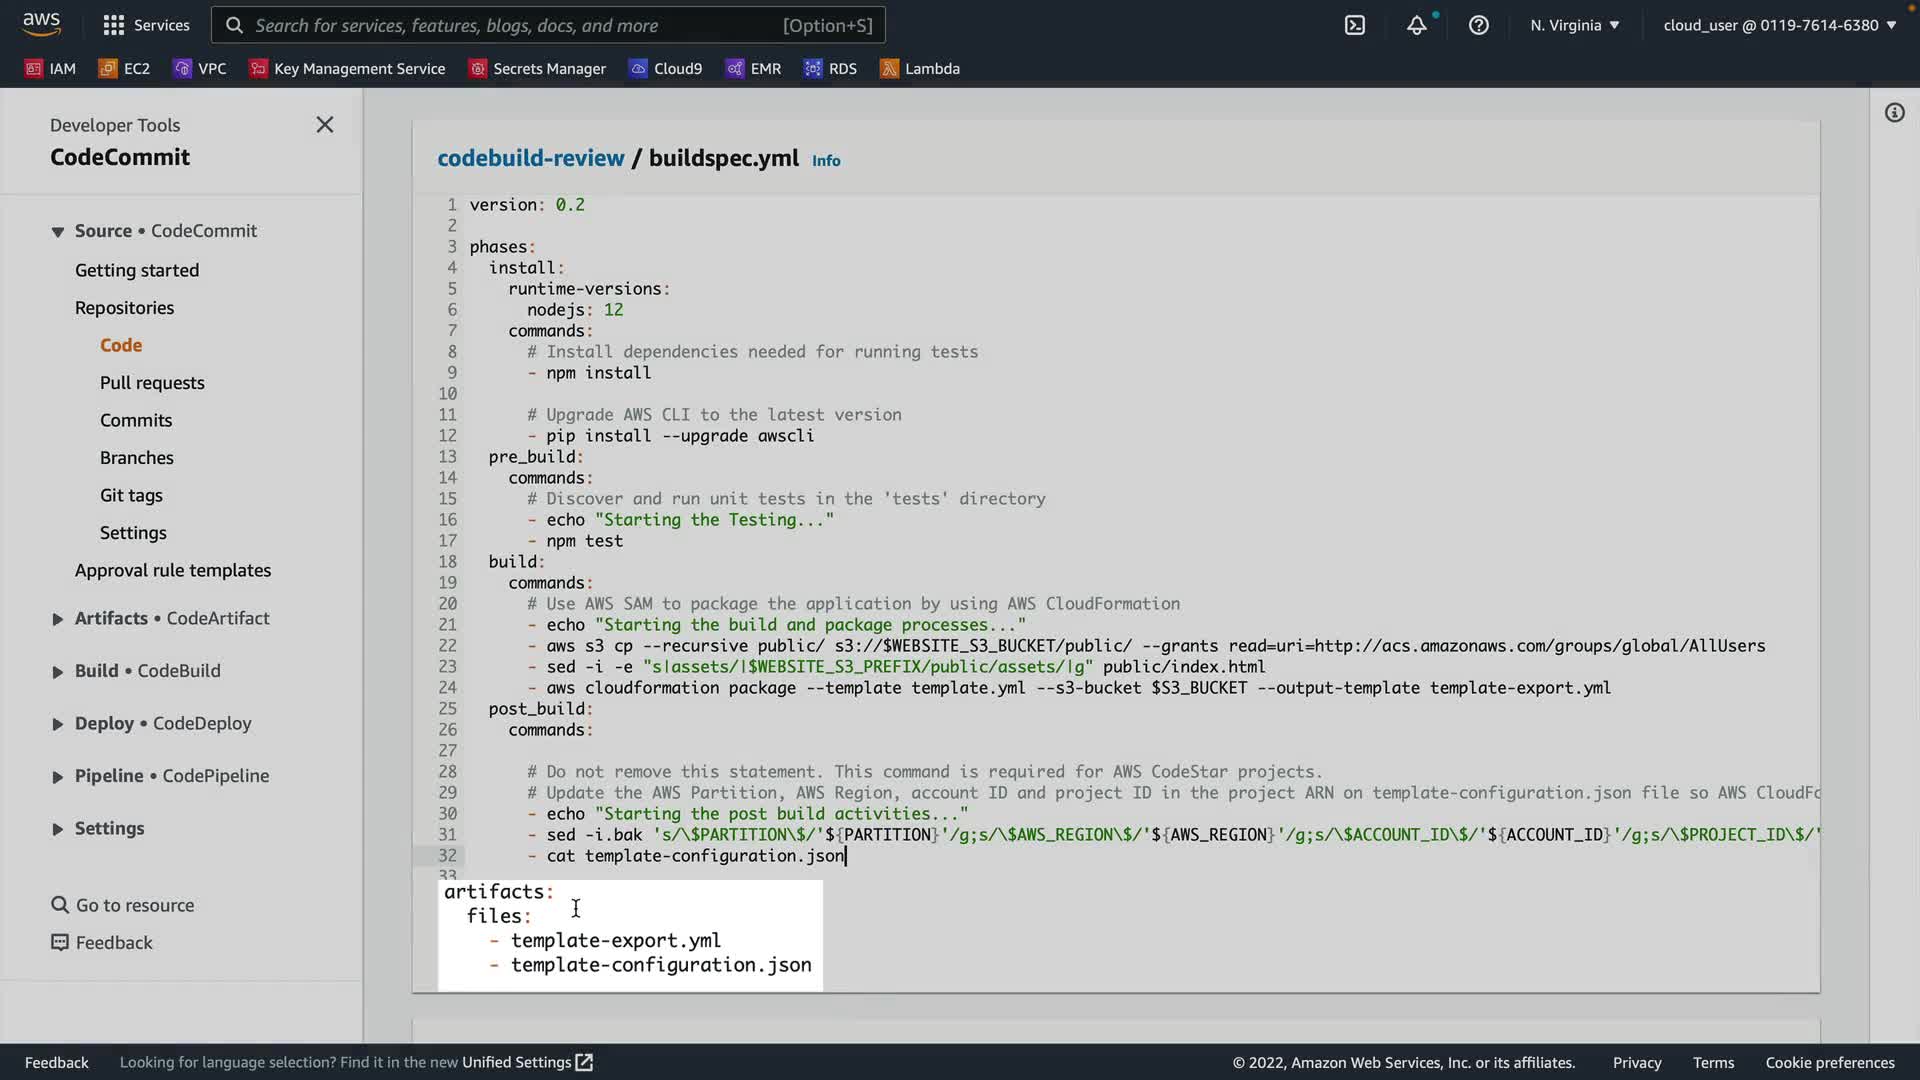 aws
Services
Search for services, features, blogs, docs, and more
[Option+S]
N. Virginia
cloud_user @ 0119-7614-6380
IAM
EC2
VPC
Key Management Service
Secrets Manager
Cloud9
EMR
RDS
Lambda
Developer Tools
CodeCommit
Source • CodeCommit
Getting started
Repositories
Code
Pull requests
Commits
Branches
Git tags
Settings
Approval rule templates
Artifacts • CodeArtifact
Build • CodeBuild
Deploy • CodeDeploy
Pipeline • CodePipeline
Settings
Go to resource
Feedback
codebuild-review / buildspec.yml Info
1 version: 0.2
2
3 phases:
4 install:
5 runtime-versions:
6 nodejs: 12
7 commands:
8 # Install dependencies needed for running tests
9 - npm install
10
11 # Upgrade AWS CLI to the latest version
12 - pip install --upgrade awscli
13 pre_build:
14 commands:
15 # Discover and run unit tests in the 'tests' directory
16 - echo "Starting the Testing..."
17 - npm test
18 build:
19 commands:
20 # Use AWS SAM to package the application by using AWS CloudFormation
21 - echo "Starting the build and package processes..."
22 - aws s3 cp --recursive public/ s3://$WEBSITE_S3_BUCKET/public/ --grants read=uri=http://acs.amazonaws.com/groups/global/AllUsers
23 - sed -i -e "s|assets/|$WEBSITE_S3_PREFIX/public/assets/|g" public/index.html
24 - aws cloudformation package --template template.yml --s3-bucket $S3_BUCKET --output-template template-export.yml
25 post_build:
26 commands:
27
28 # Do not remove this statement. This command is required for AWS CodeStar projects.
29 # Update the AWS Partition, AWS Region, account ID and project ID in the project ARN on template-configuration.json file so AWS CloudFo
30 - echo "Starting the post build activities..."
31 - sed -i.bak 's/\$PARTITION\$/'${PARTITION}'/g;s/\$AWS_REGION\$/'${AWS_REGION}'/g;s/\$ACCOUNT_ID\$/'${ACCOUNT_ID}'/g;s/\$PROJECT_ID\$/'
32 - cat template-configuration.json
33
artifacts:
files:
- template-export.yml
- template-configuration.json
Feedback
Looking for language selection? Find it in the new Unified Settings
© 2022, Amazon Web Services, Inc. or its affiliates.
Privacy
Terms
Cookie preferences